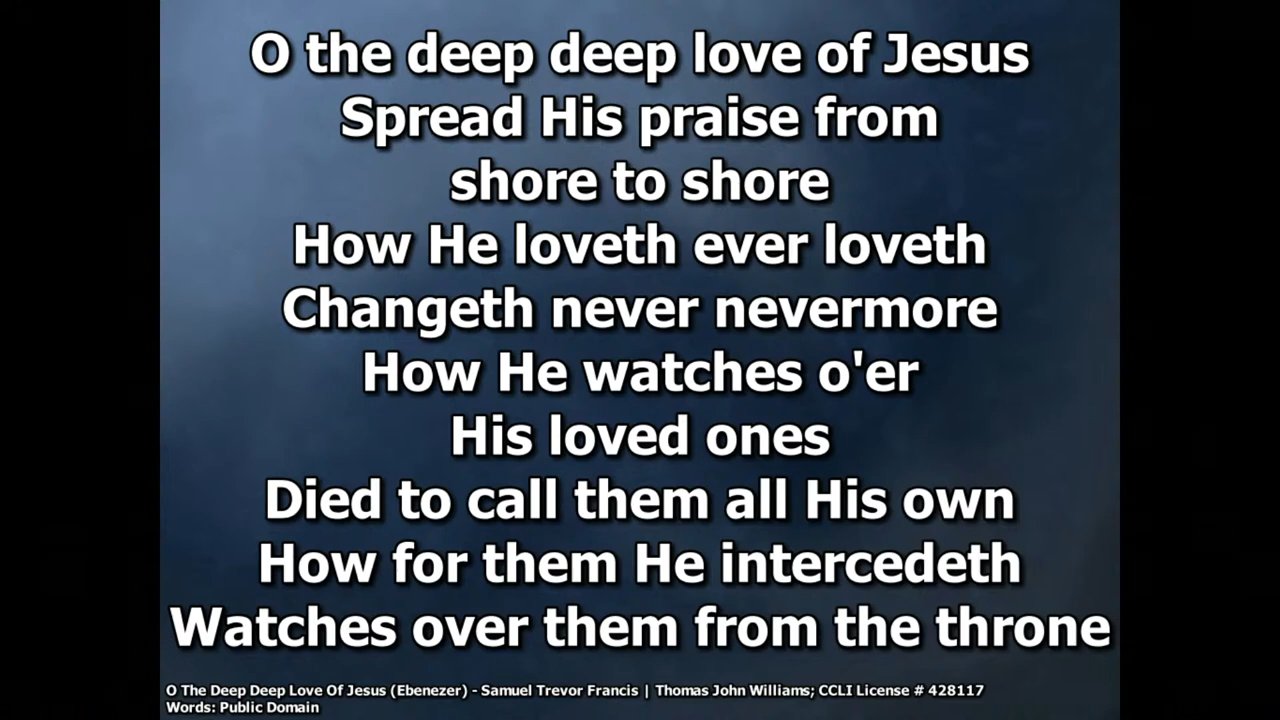 O the deep deep love of Jesus
Spread His praise from
shore to shore
How He loveth ever loveth
Changeth never nevermore
How He watches o'er
His loved ones
Died to call them all His own
How for them He intercedeth
Watches over them from the throne
O The Deep Deep Love Of Jesus (Ebenezer) - Samuel Trevor Francis | Thomas John Williams; CCLI License # 428117
Words: Public Domain